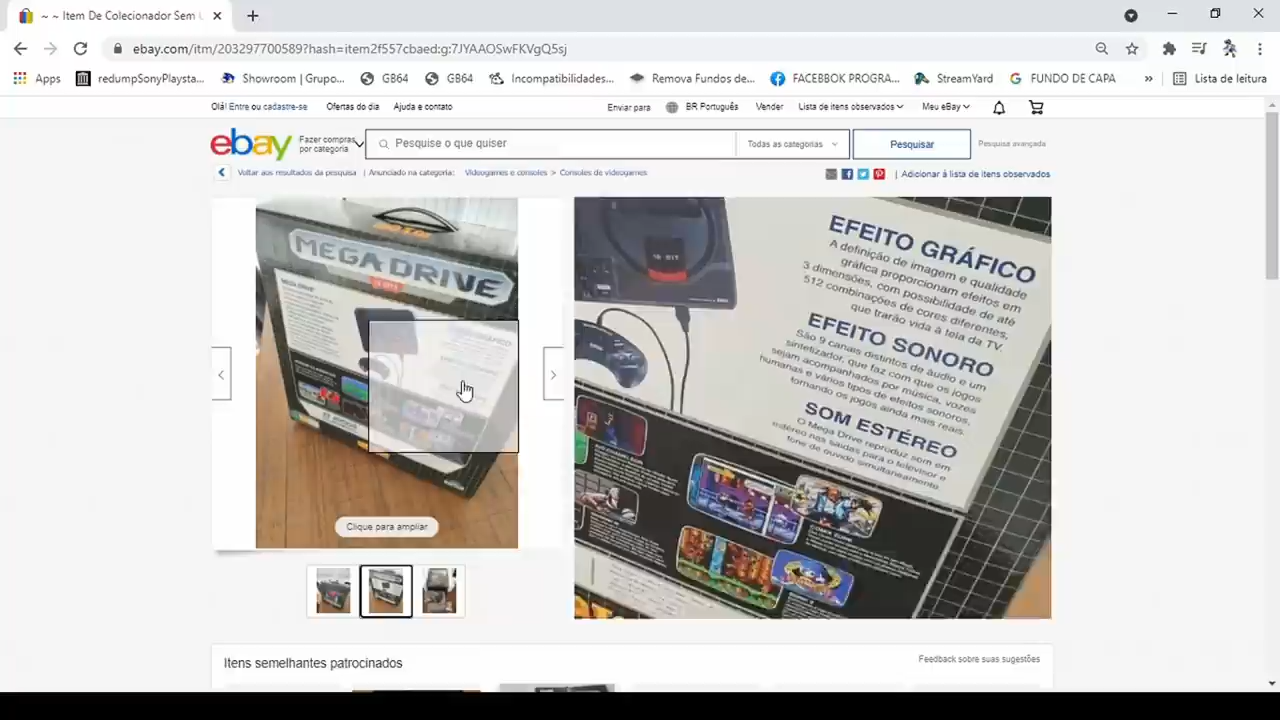 ~ ~ Item De Colecionador Sem
ebay.com/itm/203297700589?hash=item2f557cbaed:g:7JYAAOSwFKVgQ5sj
Apps
redumpSonyPlaysta...
Showroom | Grupo...
GB64
GB64
Incompatibilidades...
Remova Fundos de...
FACEBBOK PROGRA...
StreamYard
FUNDO DE CAPA
»
Lista de leitura
Olá! Entre ou cadastre-se
Ofertas do dia
Ajuda e contato
Enviar para
BR Português
Vender
Lista de itens observados
Meu eBay
ebay
Fazer compras
por categoria
Pesquise o que quiser
Todas as categorias
Pesquisar
Pesquisa avançada
Voltar aos resultados da pesquisa
| Anunciado na categoria:
Videogames e consoles > Consoles de videogames
| Adicionar à lista de itens observados
MEGA DRIVE
16-BIT
EFEITO GRÁFICO
A definição de imagem e qualidade
gráfica proporcionam efeitos em
3 dimensões, com possibilidade de até
512 combinações de cores diferentes,
que trarão vida à tela da TV.
EFEITO SONORO
São 9 canais distintos de áudio e um
sintetizador, que faz com que os jogos
sejam acompanhados por música, vozes
humanas e vários tipos de efeitos sonoros,
tornando os jogos ainda mais reais.
SOM ESTÉREO
O Mega Drive reproduz som em
estéreo nas saídas para o televisor e
fone de ouvido simultaneamente
Clique para ampliar
Itens semelhantes patrocinados
Feedback sobre suas sugestões